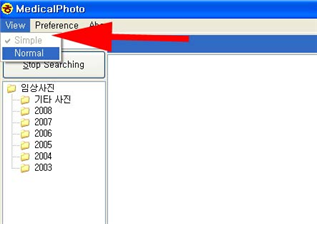 MedicalPhoto
View Preference
Simple
Normal
Stop Searching
임상사진
기타 사진
2008
2007
2006
2005
2004
2003